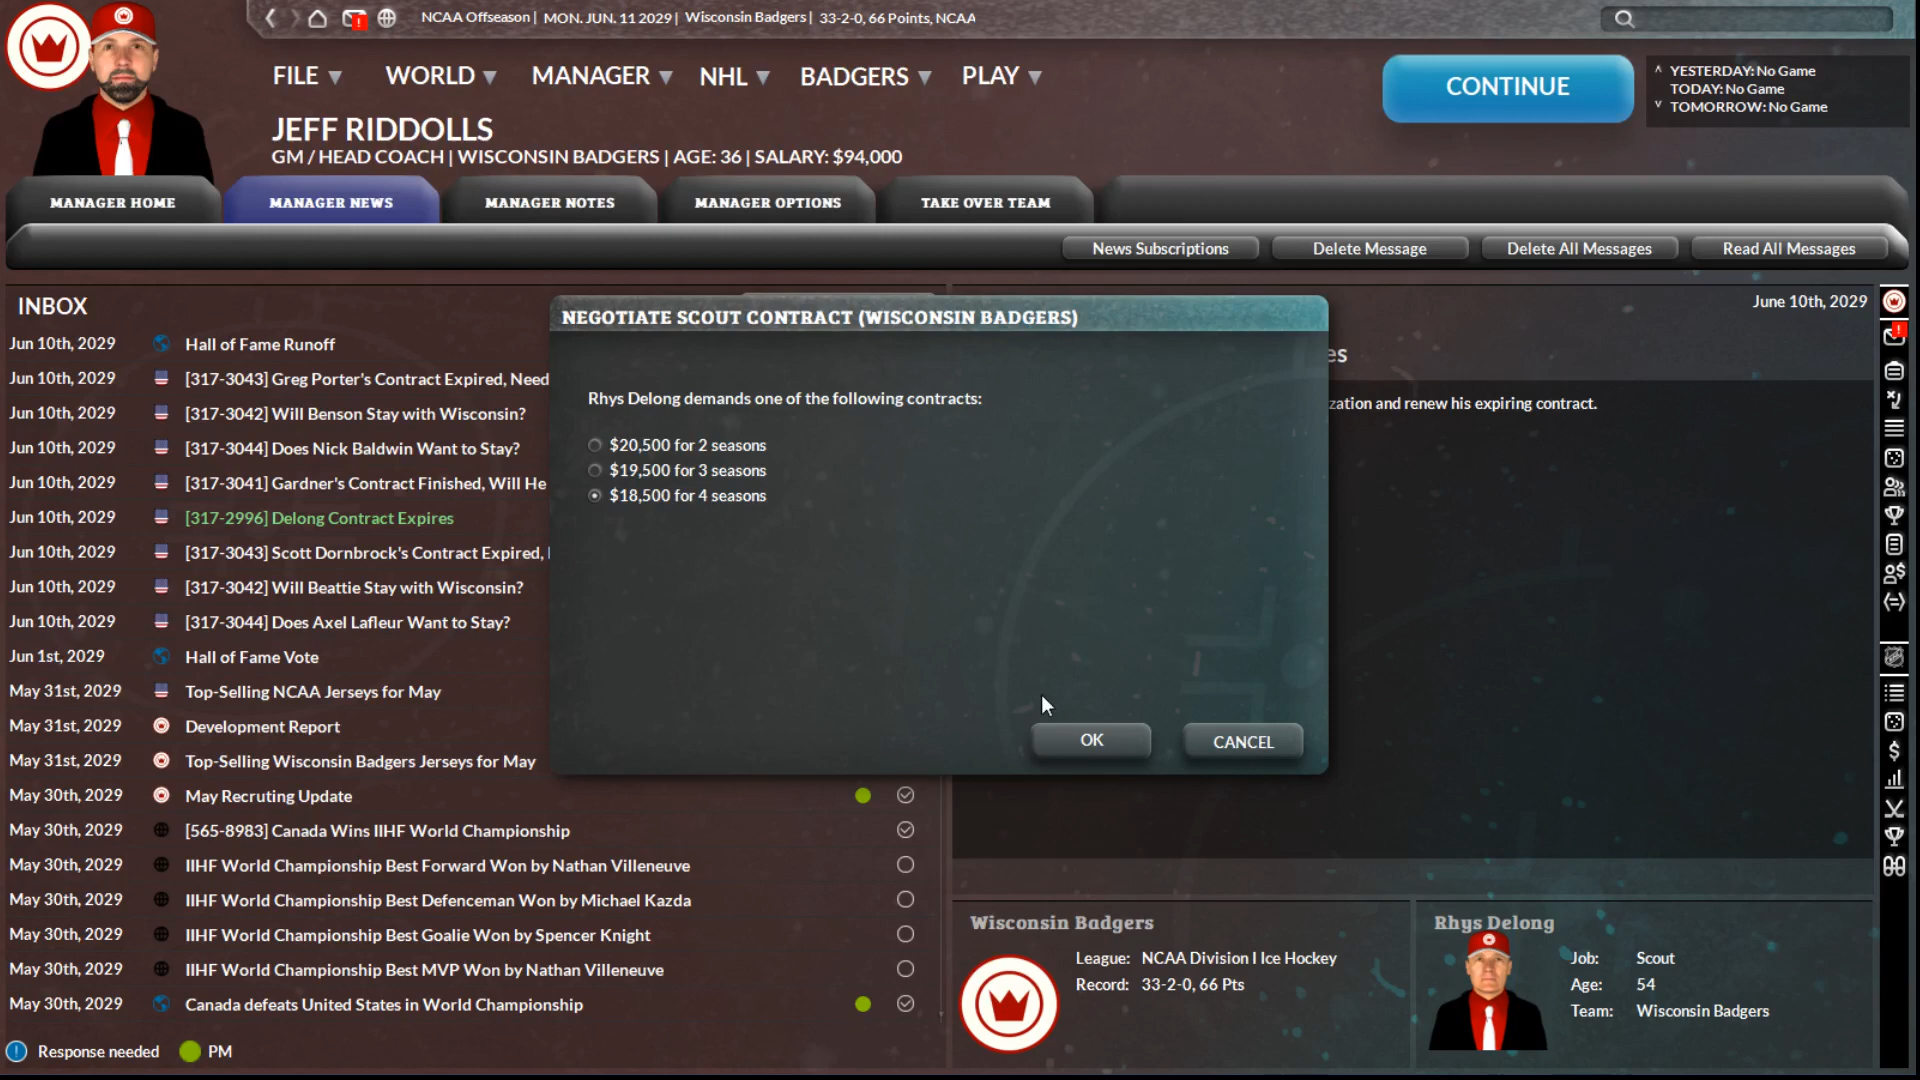 NCAA Offseason | MON. JUN. 11 2029 | Wisconsin Badgers | 33-2-0, 66 Points, NCAA
FILE
WORLD
MANAGER
NHL
BADGERS
PLAY
CONTINUE
YESTERDAY: No Game
TODAY: No Game
TOMORROW: No Game
JEFF RIDDOLLS
GM / HEAD COACH | WISCONSIN BADGERS | AGE: 36 | SALARY: $94,000
MANAGER HOME
MANAGER NEWS
MANAGER NOTES
MANAGER OPTIONS
TAKE OVER TEAM
News Subscriptions
Delete Message
Delete All Messages
Read All Messages
INBOX
Jun 10th, 2029 Hall of Fame Runoff
Jun 10th, 2029 [317-3043] Greg Porter's Contract Expired, Need
Jun 10th, 2029 [317-3042] Will Benson Stay with Wisconsin?
Jun 10th, 2029 [317-3044] Does Nick Baldwin Want to Stay?
Jun 10th, 2029 [317-3041] Gardner's Contract Finished, Will He
Jun 10th, 2029 [317-2996] Delong Contract Expires
Jun 10th, 2029 [317-3043] Scott Dornbrock's Contract Expired,
Jun 10th, 2029 [317-3042] Will Beattie Stay with Wisconsin?
Jun 10th, 2029 [317-3044] Does Axel Lafleur Want to Stay?
Jun 1st, 2029 Hall of Fame Vote
May 31st, 2029 Top-Selling NCAA Jerseys for May
May 31st, 2029 Development Report
May 31st, 2029 Top-Selling Wisconsin Badgers Jerseys for May
May 30th, 2029 May Recruting Update
May 30th, 2029 [565-8983] Canada Wins IIHF World Championship
May 30th, 2029 IIHF World Championship Best Forward Won by Nathan Villeneuve
May 30th, 2029 IIHF World Championship Best Defenceman Won by Michael Kazda
May 30th, 2029 IIHF World Championship Best Goalie Won by Spencer Knight
May 30th, 2029 IIHF World Championship Best MVP Won by Nathan Villeneuve
May 30th, 2029 Canada defeats United States in World Championship
Response needed
PM
NEGOTIATE SCOUT CONTRACT (WISCONSIN BADGERS)
Rhys Delong demands one of the following contracts:
$20,500 for 2 seasons
$19,500 for 3 seasons
$18,500 for 4 seasons
OK
CANCEL
June 10th, 2029
es
zation and renew his expiring contract.
Wisconsin Badgers
League: NCAA Division I Ice Hockey
Record: 33-2-0, 66 Pts
Rhys Delong
Job: Scout
Age: 54
Team: Wisconsin Badgers